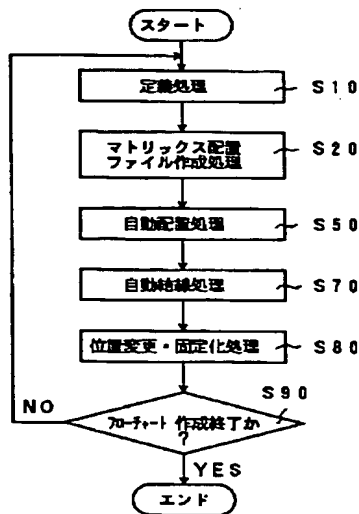 スタート
定義処理 S10
マトリックス配置
ファイル作成処理 S20
自動配置処理 S50
自動結線処理 S70
位置変更・固定化処理 S80
S90
NO
フローチャート 作成終了か
?
YES
エンド